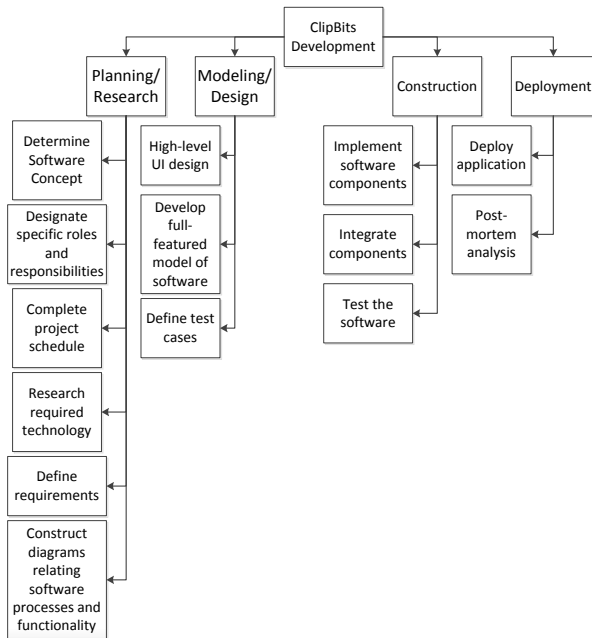 ClipBits
Development
Planning/
Research
Modeling/
Design
Construction
Deployment
Determine
Software
Concept
Designate
specific roles
and
responsibilities
Complete
project
schedule
Research
required
technology
Define
requirements
Construct
diagrams
relating
software
processes and
functionality
High-level
UI design
Develop
full-
featured
model of
software
Define test
cases
Implement
software
components
Integrate
components
Test the
software
Deploy
application
Post-
mortem
analysis